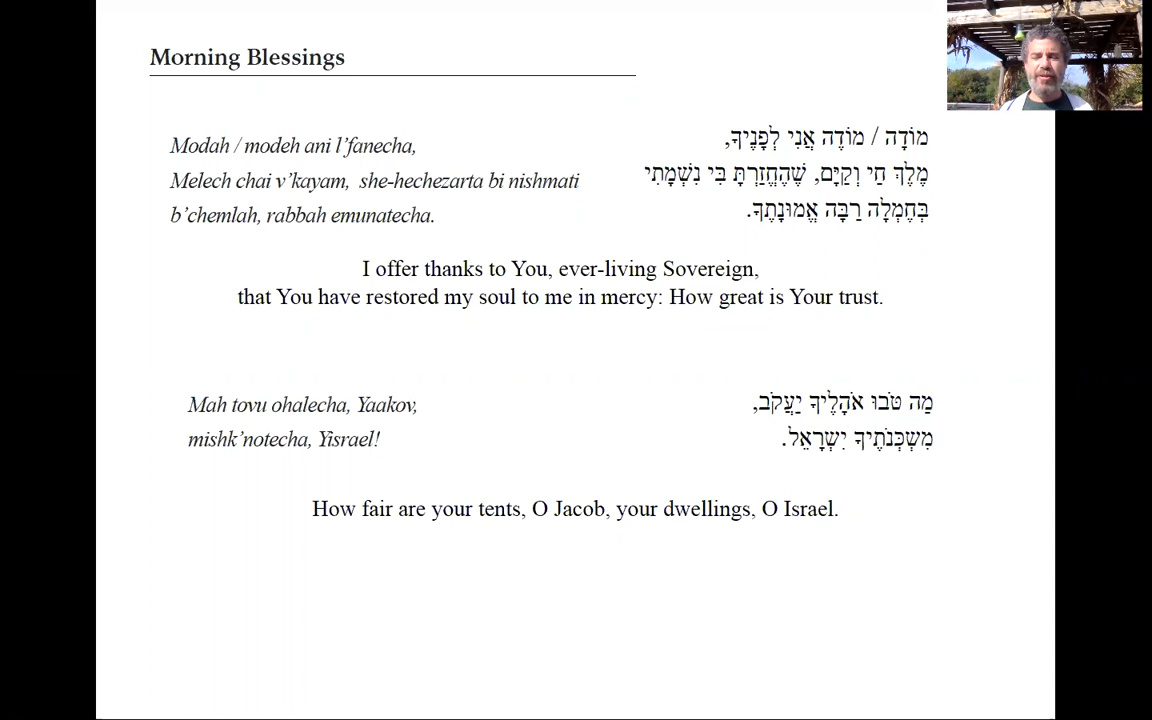 Morning Blessings
Modah / modeh ani l’fanecha,
Melech chai v’kayam, she-hechezarta bi nishmati
b’chemlah, rabbah emunatecha.
מוֹדָה / מוֹדֶה אֲנִי לְפָנֶיךָ,
מֶלֶךְ חַי וְקַיָּם, שֶׁהֶחֱזַרְתָּ בִּי נִשְׁמָתִי
בְּחֶמְלָה רַבָּה אֱמוּנָתֶךָ.
I offer thanks to You, ever-living Sovereign,
that You have restored my soul to me in mercy: How great is Your trust.
Mah tovu ohalecha, Yaakov,
mishk’notecha, Yisrael!
מַה טֹּבוּ אֹהָלֶיךָ יַעֲקֹב,
מִשְׁכְּנֹתֶיךָ יִשְׂרָאֵל.
How fair are your tents, O Jacob, your dwellings, O Israel.